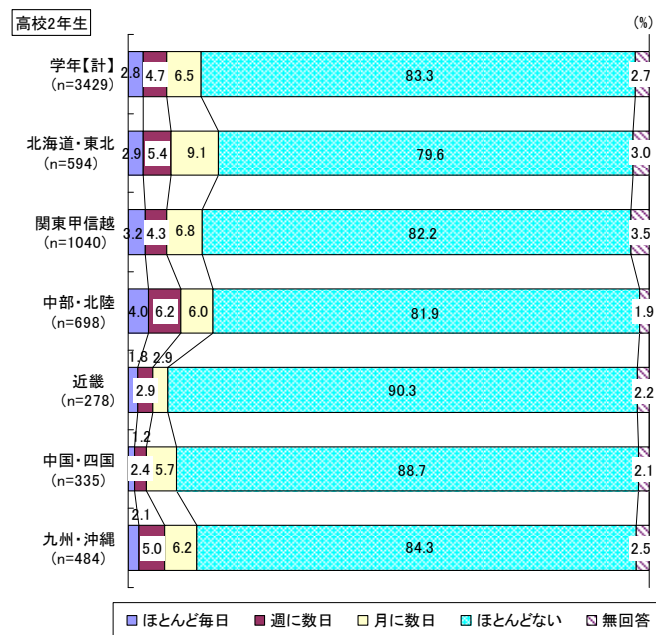 高校2年生
(%)
学年【計】
(n=3429)
2.8 4.7 6.5 83.3 2.7
北海道・東北
(n=594)
2.9 5.4 9.1 79.6 3.0
関東甲信越
(n=1040)
3.2 4.3 6.8 82.2 3.5
中部・北陸
(n=698)
4.0 6.2 6.0 81.9 1.9
近畿
(n=278)
1.8 2.9 2.9 90.3 2.2
中国・四国
(n=335)
1.2 2.4 5.7 88.7 2.1
九州・沖縄
(n=484)
2.1 5.0 6.2 84.3 2.5
ほとんど毎日 週に数日 月に数日 ほとんどない 無回答